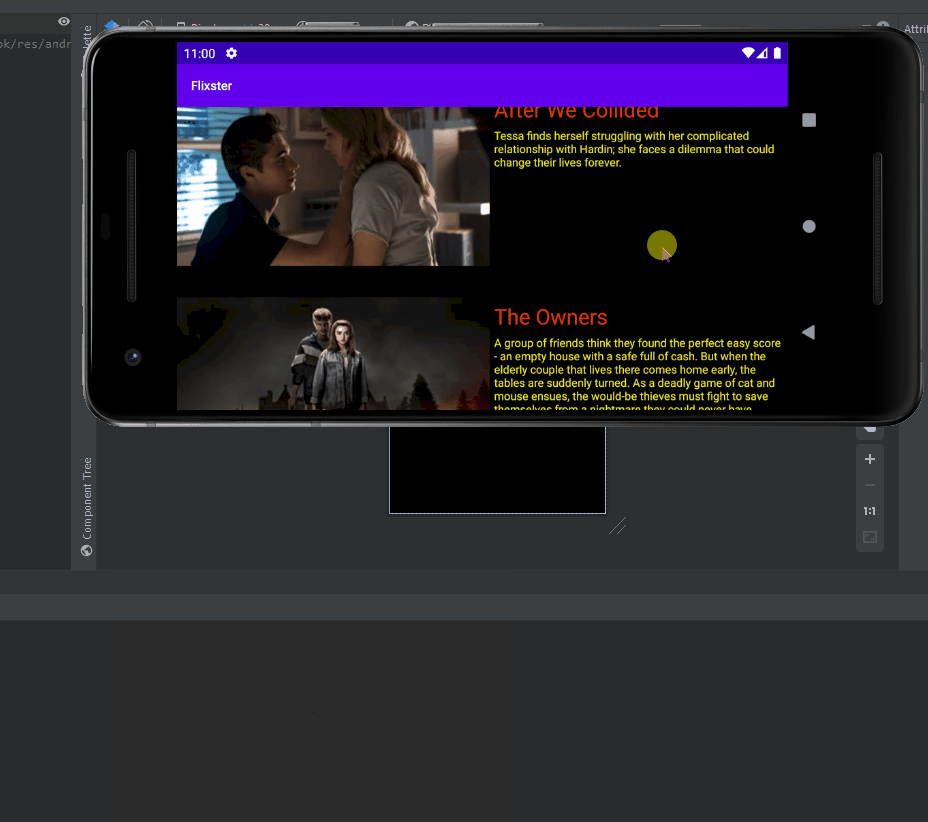 ok/res/andr
11:00
Flixster
After We Collided
Tessa finds herself struggling with her complicated
relationship with Hardin; she faces a dilemma that could
change their lives forever.
The Owners
A group of friends think they found the perfect easy score
- an empty house with a safe full of cash. But when the
elderly couple that lives there comes home early, the
tables are suddenly turned. As a deadly game of cat and
mouse ensues, the would-be thieves must fight to save
themselves from a nightmare they could never have
Component Tree
1:1
Attri